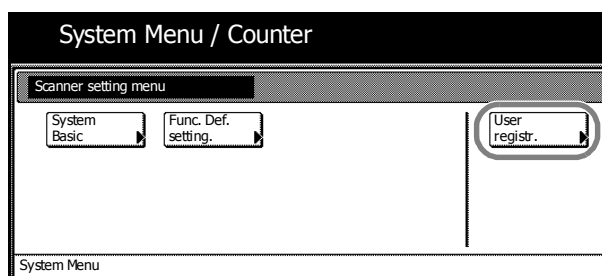 System Menu / Counter
Scanner setting menu
System
Basic
Func. Def.
setting.
User
registr.
System Menu